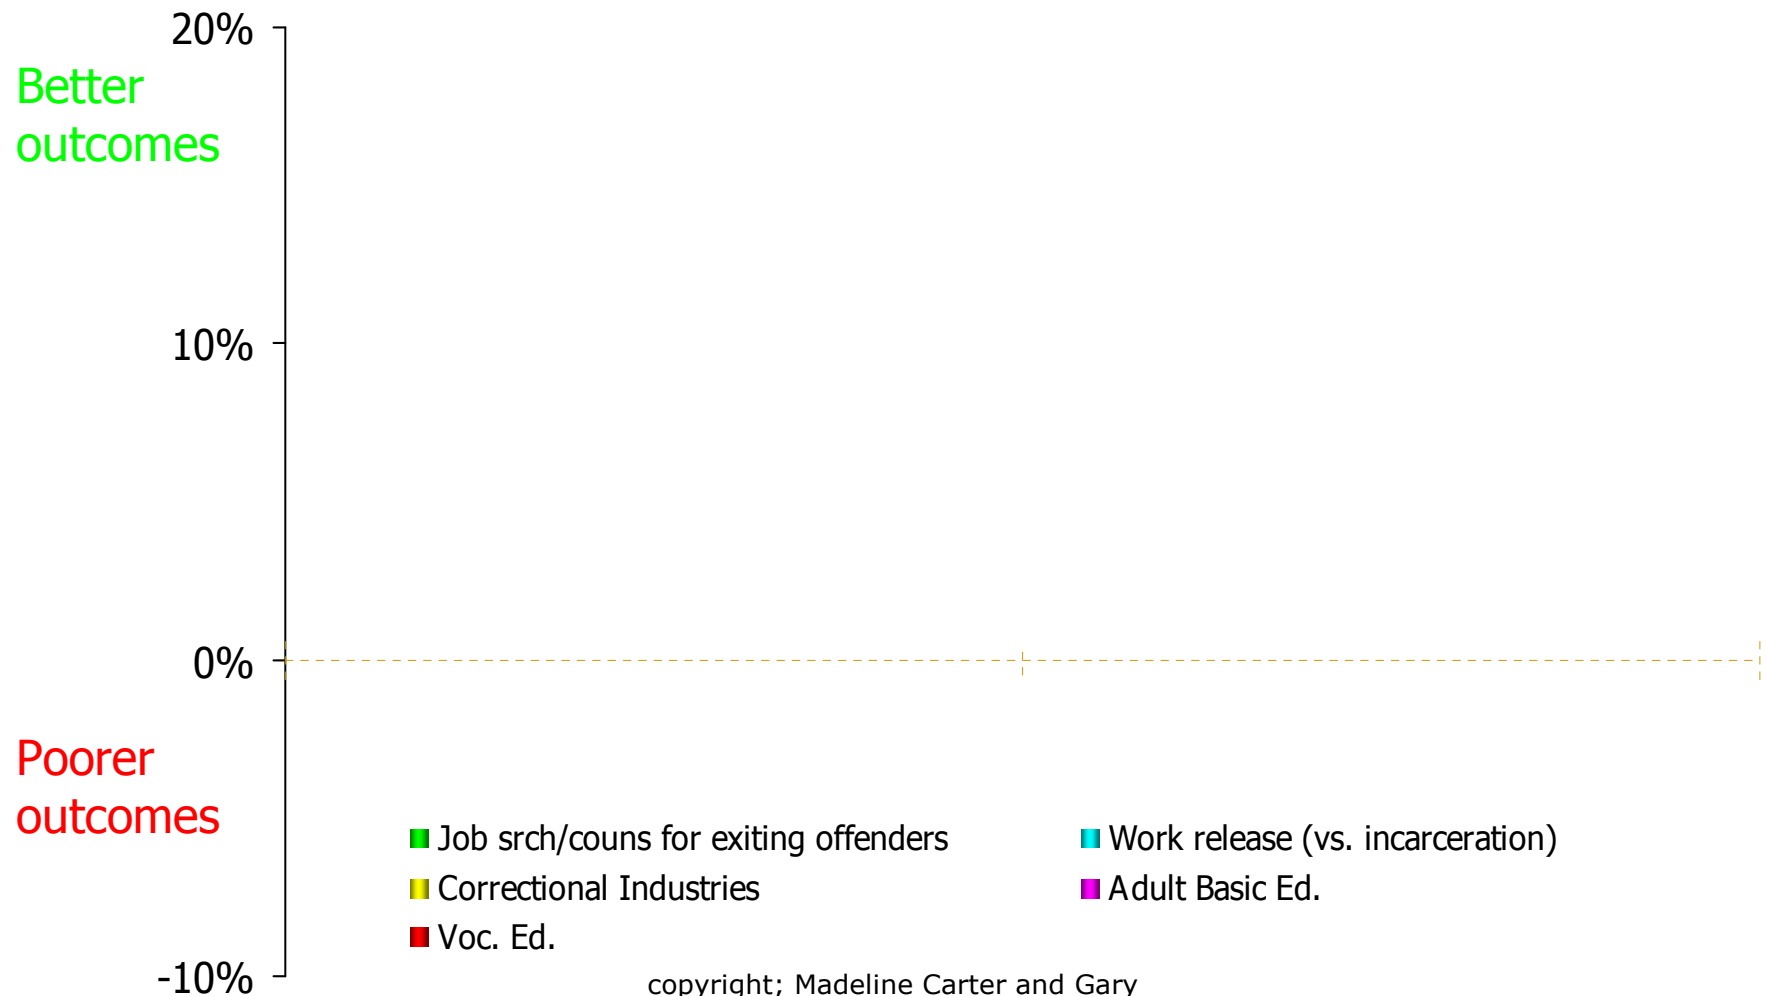 20%
Better
outcomes
10%
0%
Poorer
outcomes
Job srch/couns for exiting offenders
Work release (vs. incarceration)
Correctional Industries
Adult Basic Ed.
Voc. Ed.
-10%
copyright; Madeline Carter and Gary